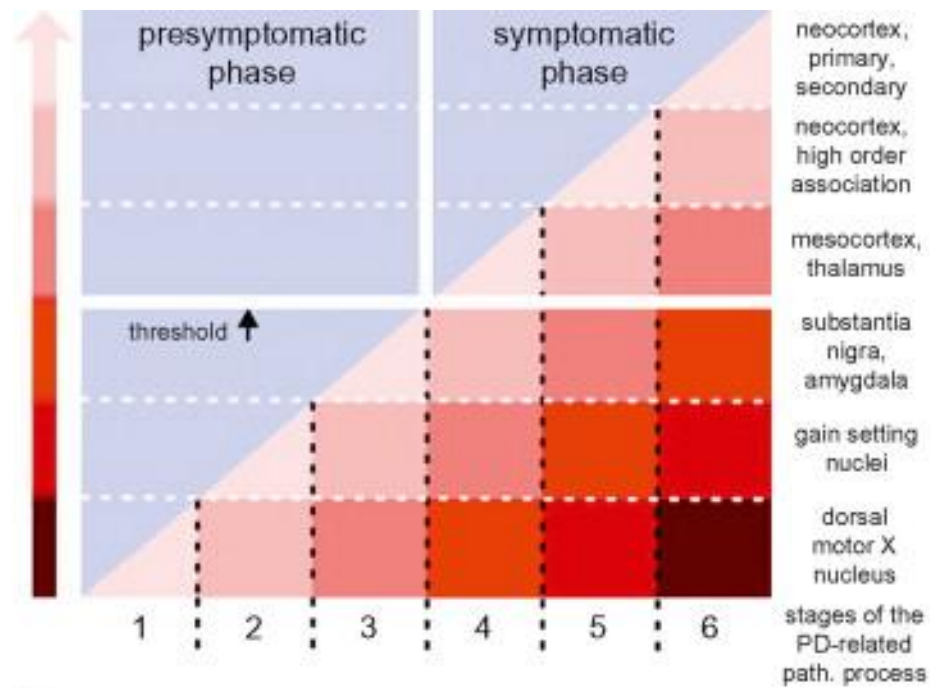 presymptomatic
phase
symptomatic
phase
neocortex,
primary,
secondary
neocortex,
high order
association
mesocortex,
thalamus
threshold
substantia
nigra,
amygdala
gain setting
nuclei
dorsal
motor X
nucleus
1 2 3 4 5 6
stages of the
PD-related
path. process